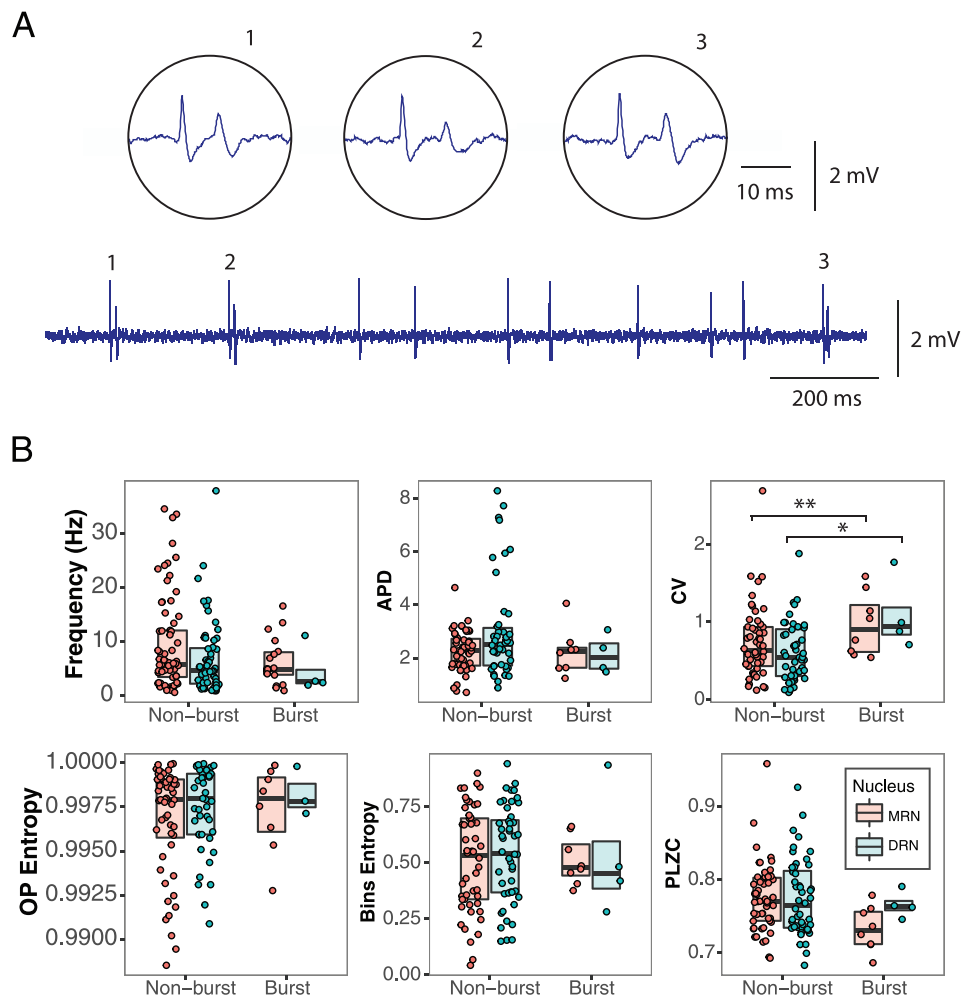 A
1 2 3
10 ms
2 mV
1 2 3
2 mV
200 ms
B
Frequency (Hz)
30
20
10
0
Non−burst Burst
APD
8
6
4
2
Non−burst Burst
CV
2
1
0
**
*
Non−burst Burst
OP Entropy
1.0000
0.9975
0.9950
0.9925
0.9900
Non−burst Burst
Bins Entropy
0.75
0.50
0.25
0.00
Non−burst Burst
PLZC
0.9
0.8
0.7
Nucleus
MRN
DRN
Non−burst Burst